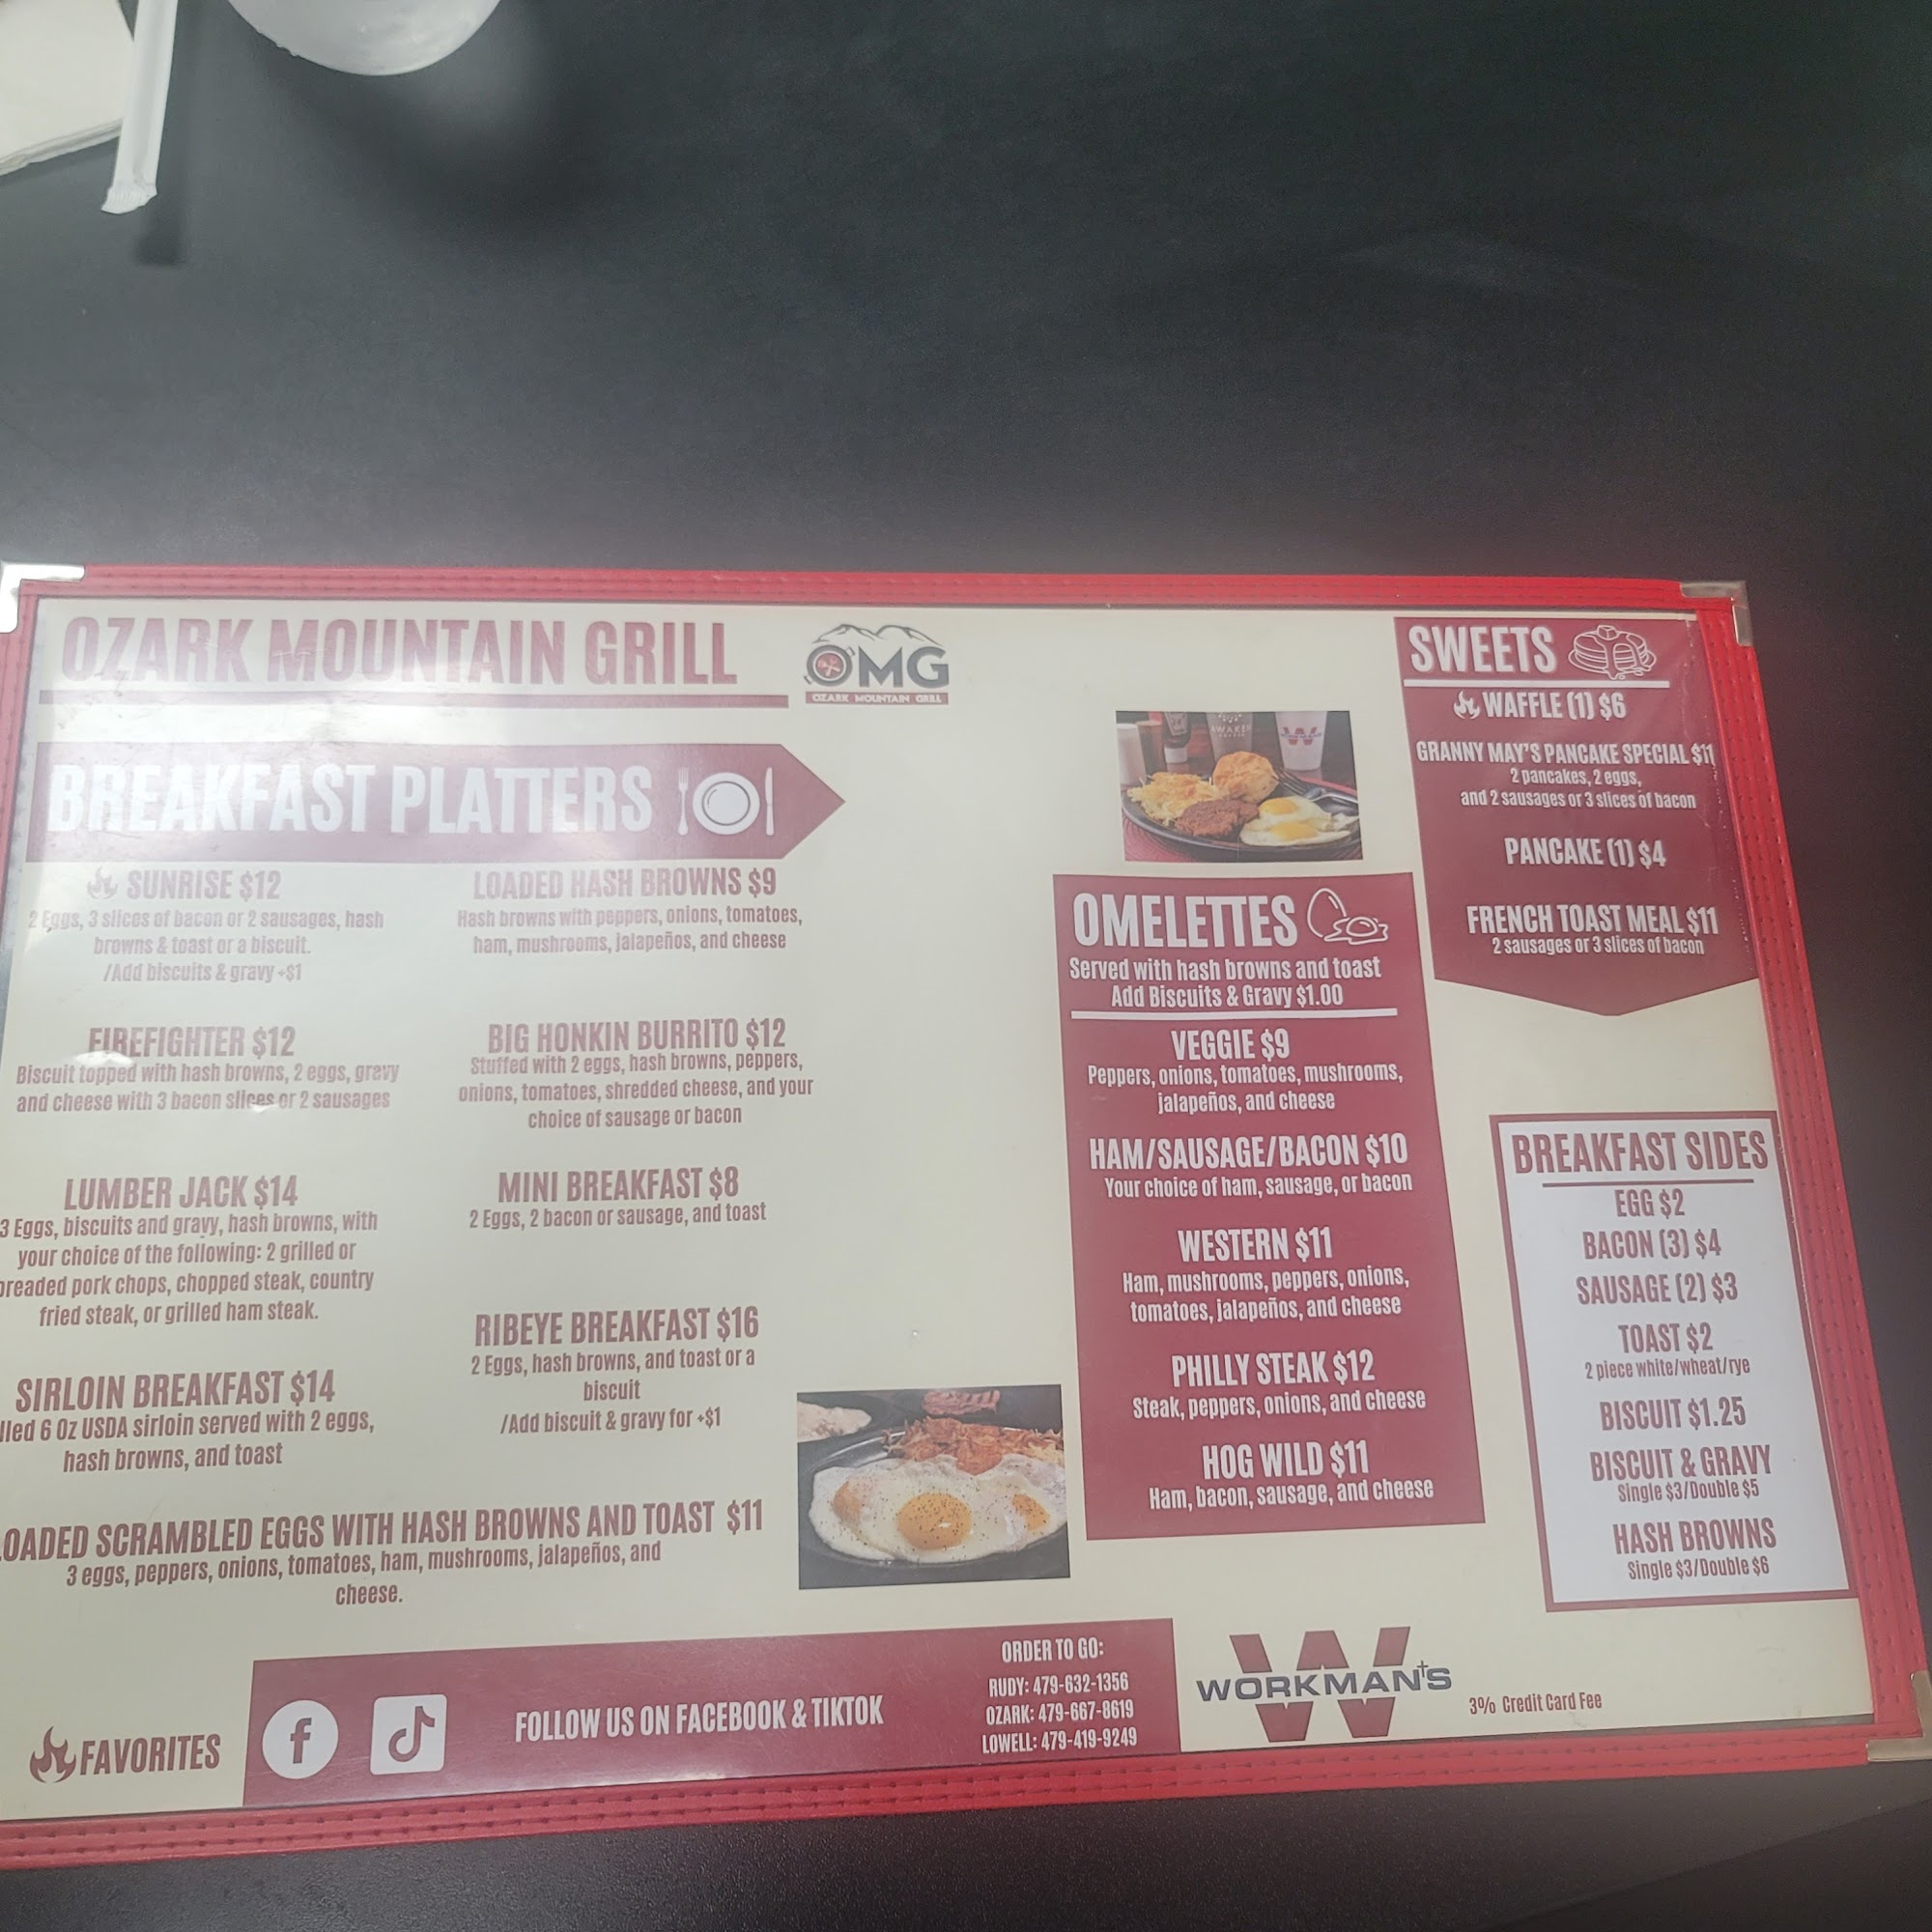 OZARK MOUNTAIN GRILL
OMG
OZARK MOUNTAIN GRILL
BREAKFAST PLATTERS
SUNRISE $12
2 Eggs, 3 slices of bacon or 2 sausages, hash
browns & toast or a biscuit.
/Add biscuits & gravy +$1
FIREFIGHTER $12
Biscuit topped with hash browns, 2 eggs, gravy
and cheese with 3 bacon slices or 2 sausages
LUMBER JACK $14
3 Eggs, biscuits and gravy, hash browns, with
your choice of the following: 2 grilled or
breaded pork chops, chopped steak, country
fried steak, or grilled ham steak.
SIRLOIN BREAKFAST $14
lled 6 Oz USDA sirloin served with 2 eggs,
hash browns, and toast
LOADED HASH BROWNS $9
Hash browns with peppers, onions, tomatoes,
ham, mushrooms, jalapeños, and cheese
BIG HONKIN BURRITO $12
Stuffed with 2 eggs, hash browns, peppers,
onions, tomatoes, shredded cheese, and your
choice of sausage or bacon
MINI BREAKFAST $8
2 Eggs, 2 bacon or sausage, and toast
RIBEYE BREAKFAST $16
2 Eggs, hash browns, and toast or a
biscuit
/Add biscuit & gravy for +$1
OADED SCRAMBLED EGGS WITH HASH BROWNS AND TOAST $11
3 eggs, peppers, onions, tomatoes, ham, mushrooms, jalapeños, and
cheese.
OMELETTES
Served with hash browns and toast
Add Biscuits & Gravy $1.00
VEGGIE $9
Peppers, onions, tomatoes, mushrooms,
jalapeños, and cheese
HAM/SAUSAGE/BACON $10
Your choice of ham, sausage, or bacon
WESTERN $11
Ham, mushrooms, peppers, onions,
tomatoes, jalapeños, and cheese
PHILLY STEAK $12
Steak, peppers, onions, and cheese
HOG WILD $11
Ham, bacon, sausage, and cheese
SWEETS
WAFFLE (1) $6
GRANNY MAY'S PANCAKE SPECIAL $11
2 pancakes, 2 eggs,
and 2 sausages or 3 slices of bacon
PANCAKE (1) $4
FRENCH TOAST MEAL $11
2 sausages or 3 slices of bacon
BREAKFAST SIDES
EGG $2
BACON (3) $4
SAUSAGE (2) $3
TOAST $2
2 piece white/wheat/rye
BISCUIT $1.25
BISCUIT & GRAVY
Single $3/Double $5
HASH BROWNS
Single $3/Double $6
FAVORITES
FOLLOW US ON FACEBOOK & TIKTOK
ORDER TO GO:
RUDY: 479-632-1356
OZARK: 479-667-8619
LOWELL: 479-419-9249
WORKMAN'S
3% Credit Card Fee